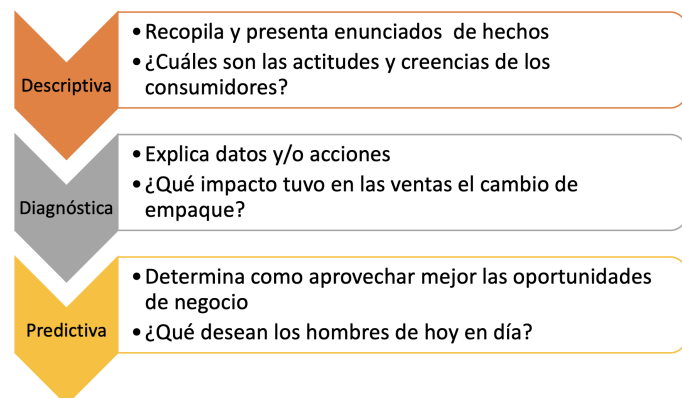 Descriptiva
• Recopila y presenta enunciados de hechos
• ¿Cuáles son las actitudes y creencias de los
consumidores?
Diagnóstica
• Explica datos y/o acciones
• ¿Qué impacto tuvo en las ventas el cambio de
empaque?
Predictiva
• Determina como aprovechar mejor las oportunidades
de negocio
• ¿Qué desean los hombres de hoy en día?